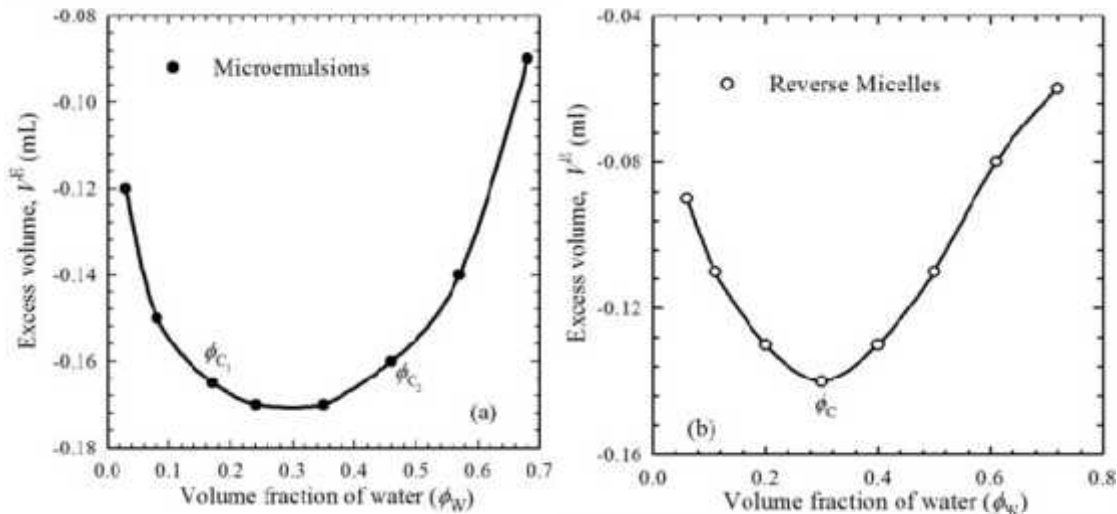 -0.08
-0.10
-0.12
-0.14
-0.16
-0.18
Excess volume, V^E (mL)
Microemulsions
ϕC1
ϕC2
(a)
0.0 0.1 0.2 0.3 0.4 0.5 0.6 0.7
Volume fraction of water (ϕW)
-0.04
-0.08
-0.12
-0.16
Excess volume, V^E (ml)
Reverse Micelles
ϕC
(b)
0.0 0.2 0.4 0.6 0.8
Volume fraction of water (ϕW)